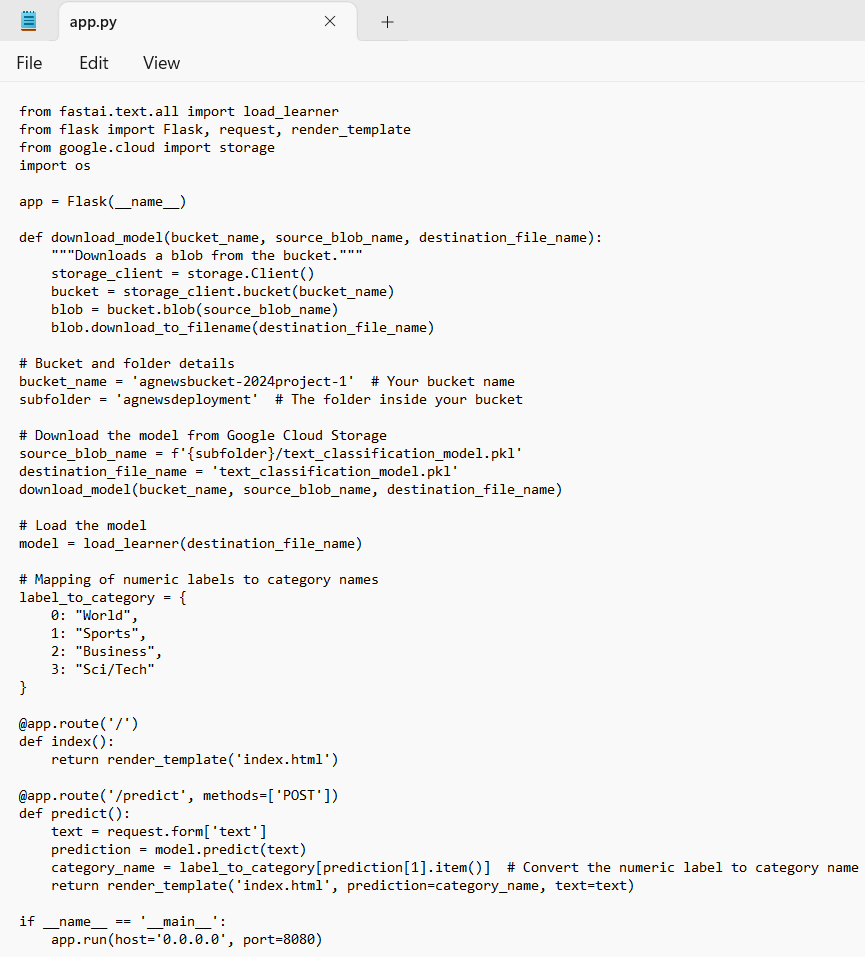 app.py
File Edit View
from fastai.text.all import load_learner
from flask import Flask, request, render_template
from google.cloud import storage
import os

app = Flask(__name__)

def download_model(bucket_name, source_blob_name, destination_file_name):
    """Downloads a blob from the bucket."""
    storage_client = storage.Client()
    bucket = storage_client.bucket(bucket_name)
    blob = bucket.blob(source_blob_name)
    blob.download_to_filename(destination_file_name)

# Bucket and folder details
bucket_name = 'agnewsbucket-2024project-1'  # Your bucket name
subfolder = 'agnewsdeployment'  # The folder inside your bucket

# Download the model from Google Cloud Storage
source_blob_name = f'{subfolder}/text_classification_model.pkl'
destination_file_name = 'text_classification_model.pkl'
download_model(bucket_name, source_blob_name, destination_file_name)

# Load the model
model = load_learner(destination_file_name)

# Mapping of numeric labels to category names
label_to_category = {
    0: "World",
    1: "Sports",
    2: "Business",
    3: "Sci/Tech"
}

@app.route('/')
def index():
    return render_template('index.html')

@app.route('/predict', methods=['POST'])
def predict():
    text = request.form['text']
    prediction = model.predict(text)
    category_name = label_to_category[prediction[1].item()]  # Convert the numeric label to category name
    return render_template('index.html', prediction=category_name, text=text)

if __name__ == '__main__':
    app.run(host='0.0.0.0', port=8080)